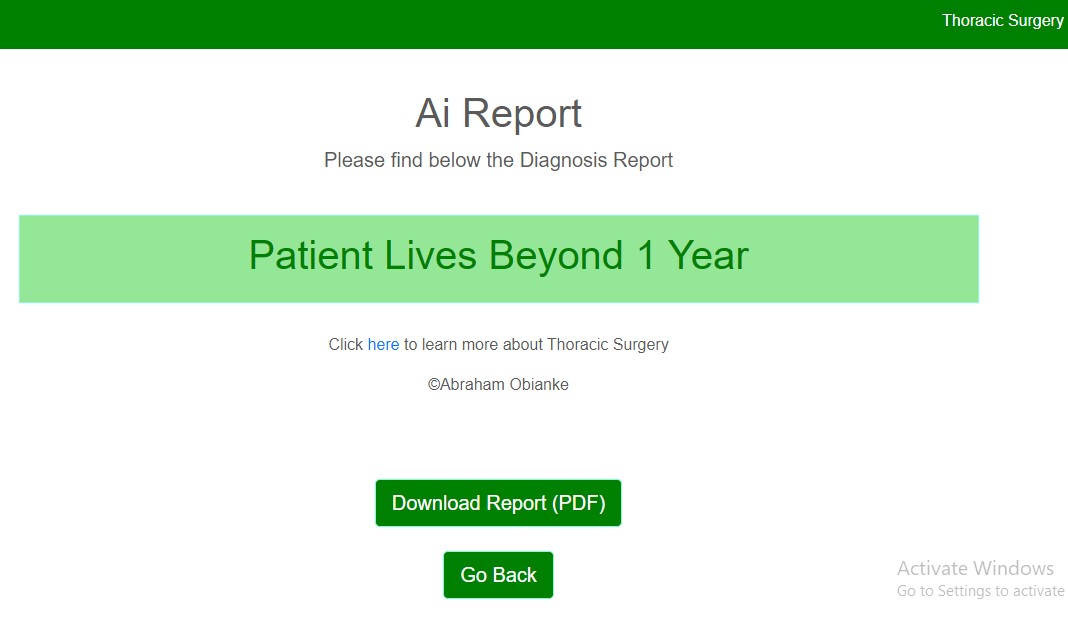 Thoracic Surgery
Ai Report
Please find below the Diagnosis Report
Patient Lives Beyond 1 Year
Click here to learn more about Thoracic Surgery
©Abraham Obianke
Download Report (PDF)
Go Back
Activate Windows
Go to Settings to activate